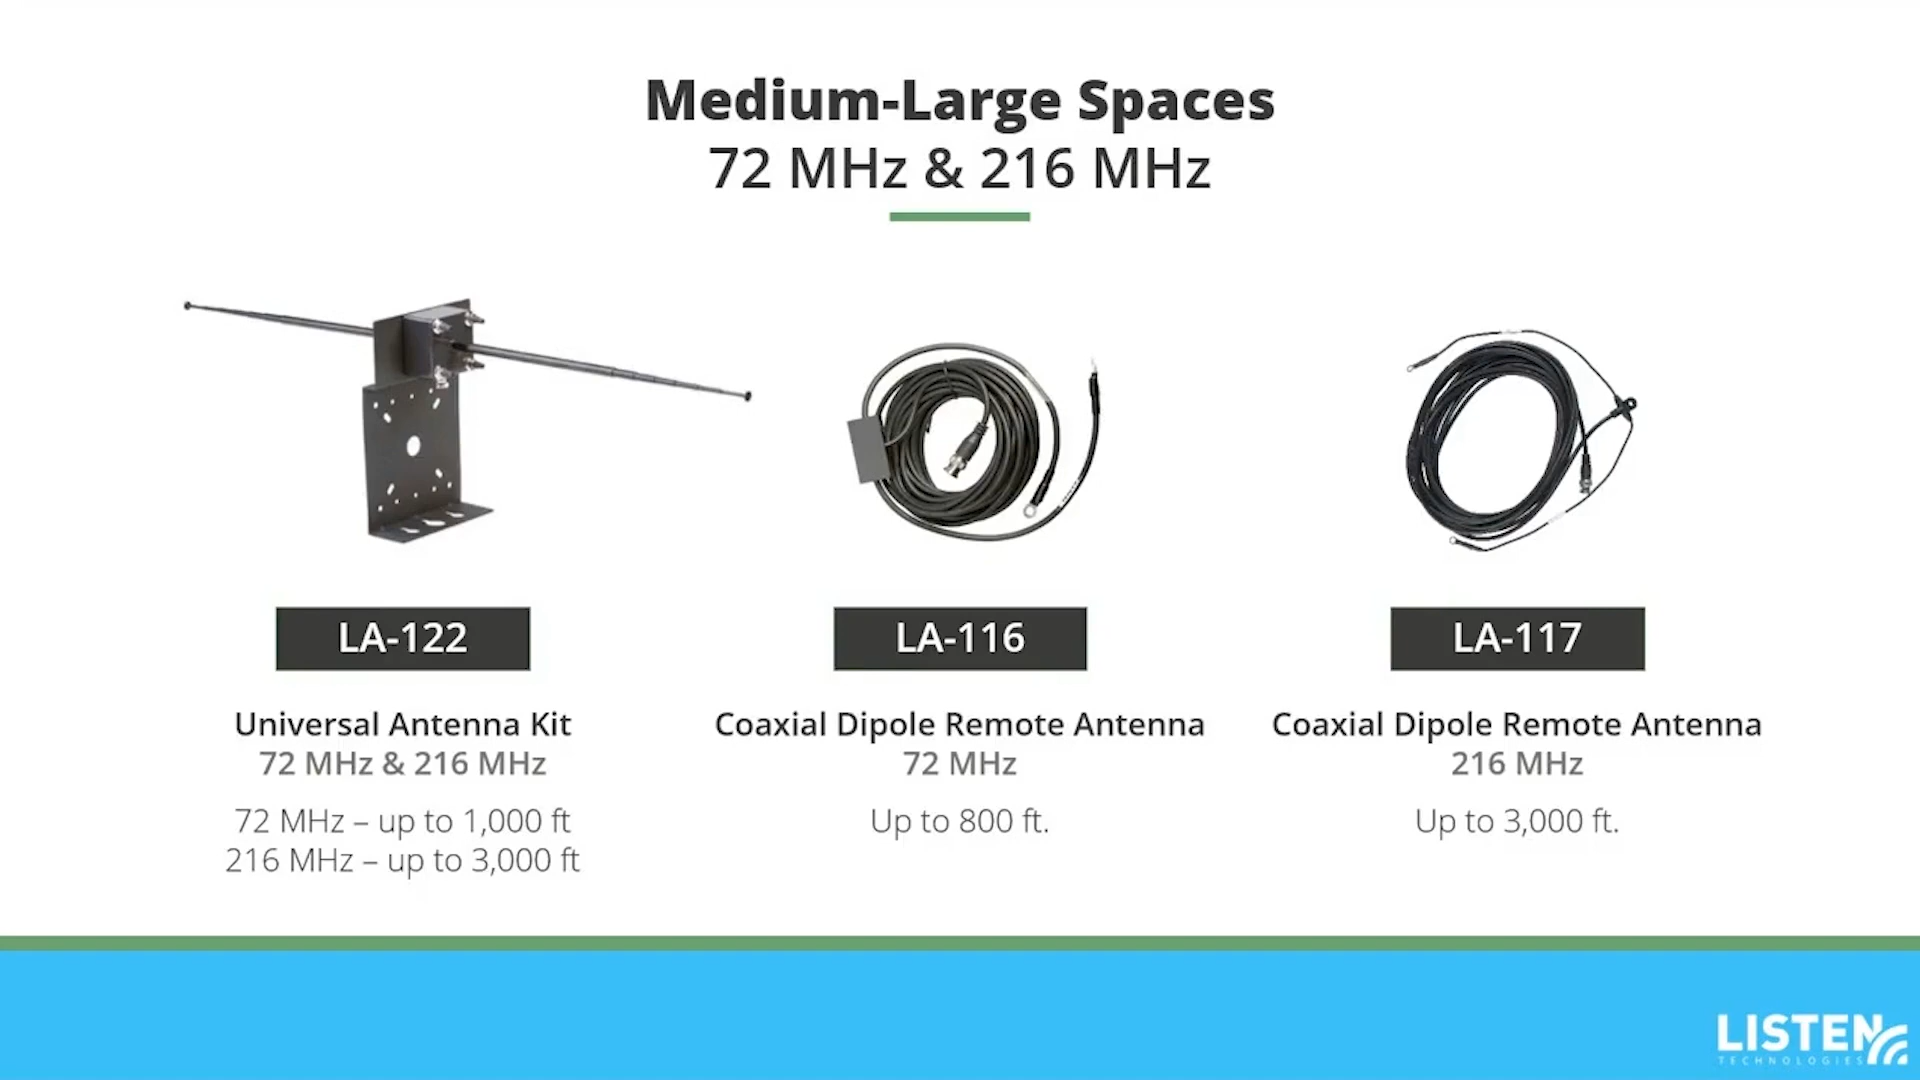 Medium-Large Spaces
72 MHz & 216 MHz
LA-122
Universal Antenna Kit
72 MHz & 216 MHz
72 MHz – up to 1,000 ft
216 MHz – up to 3,000 ft
LA-116
Coaxial Dipole Remote Antenna
72 MHz
Up to 800 ft.
LA-117
Coaxial Dipole Remote Antenna
216 MHz
Up to 3,000 ft.
LISTEN
TECHNOLOGIES